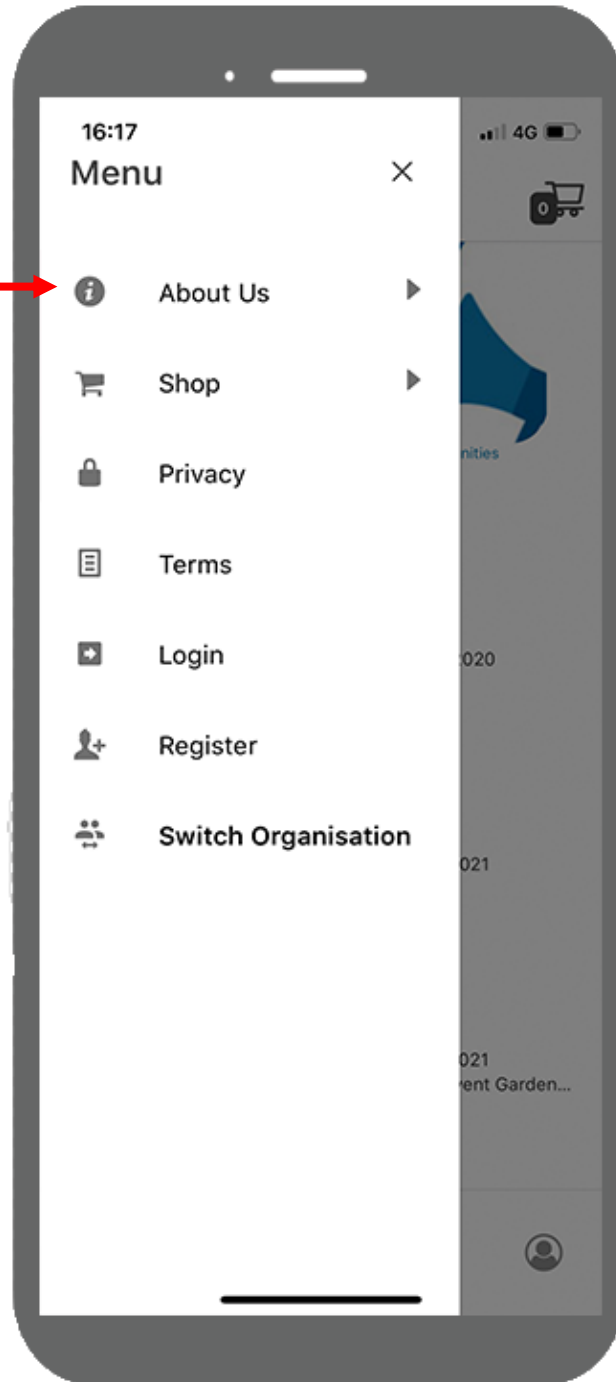 16:17
4G
Menu
0
About Us
Shop
nities
Privacy
Terms
Login
020
Register
Switch Organisation
021
021
ent Garden...